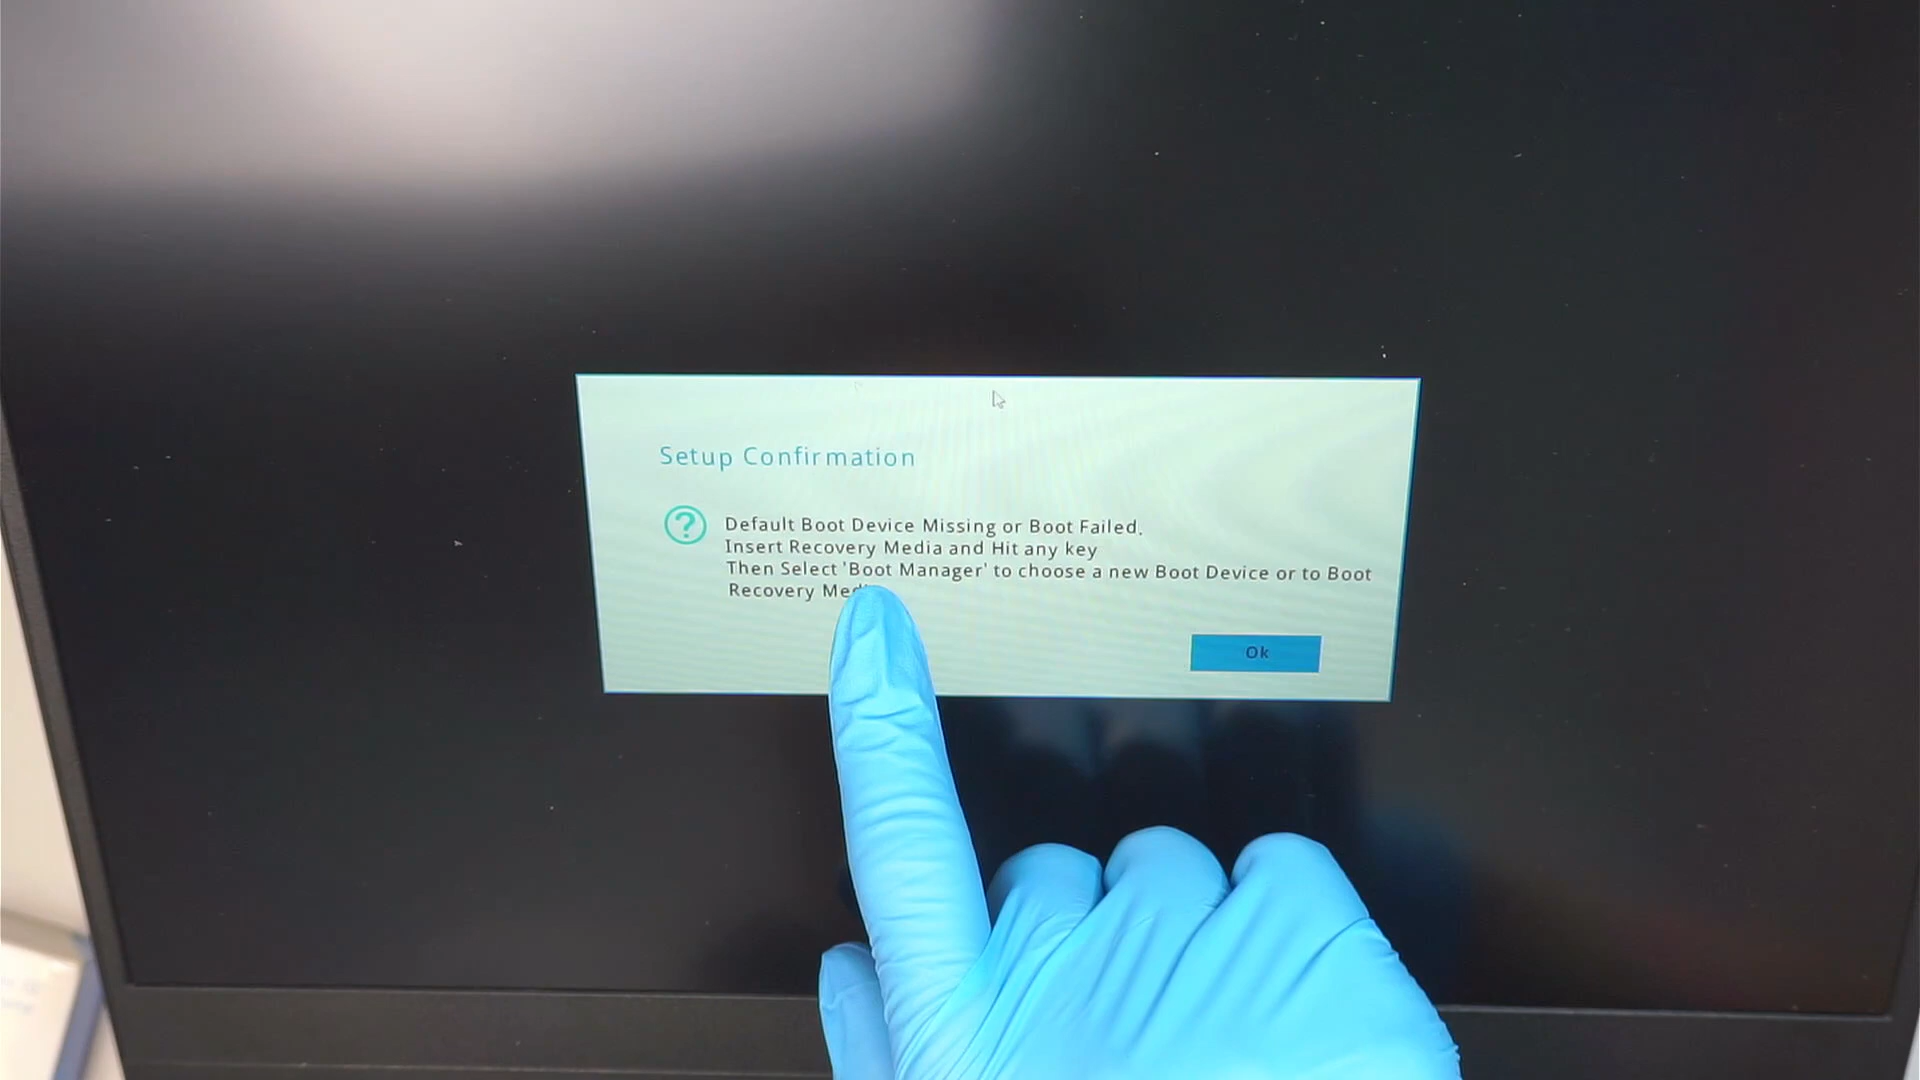 Setup Confirmation
Default Boot Device Missing or Boot Failed.
Insert Recovery Media and Hit any key
Then Select 'Boot Manager' to choose a new Boot Device or to Boot
Recovery
Ok